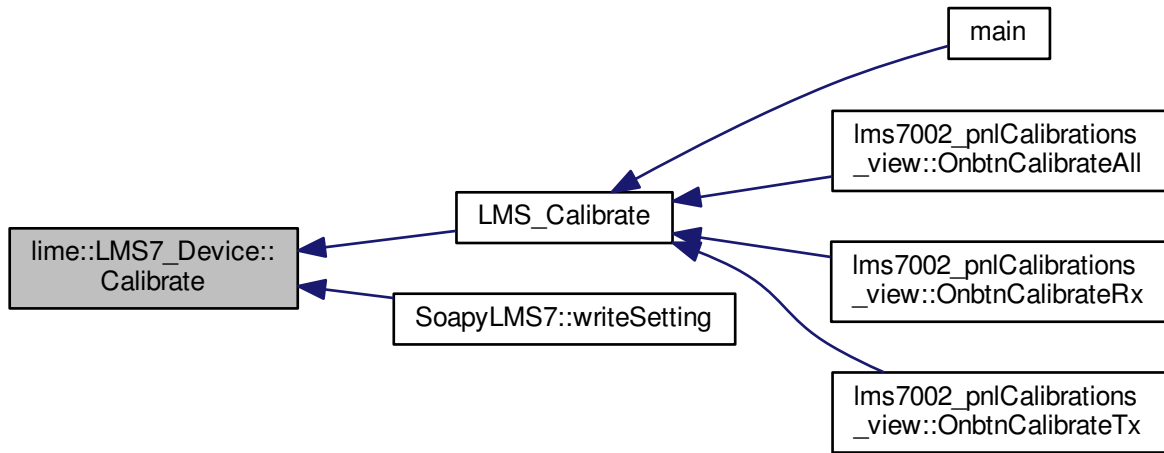 main
lms7002_pnlCalibrations
_view::OnbtnCalibrateAll
LMS_Calibrate
lime::LMS7_Device::
Calibrate
lms7002_pnlCalibrations
_view::OnbtnCalibrateRx
SoapyLMS7::writeSetting
lms7002_pnlCalibrations
_view::OnbtnCalibrateTx